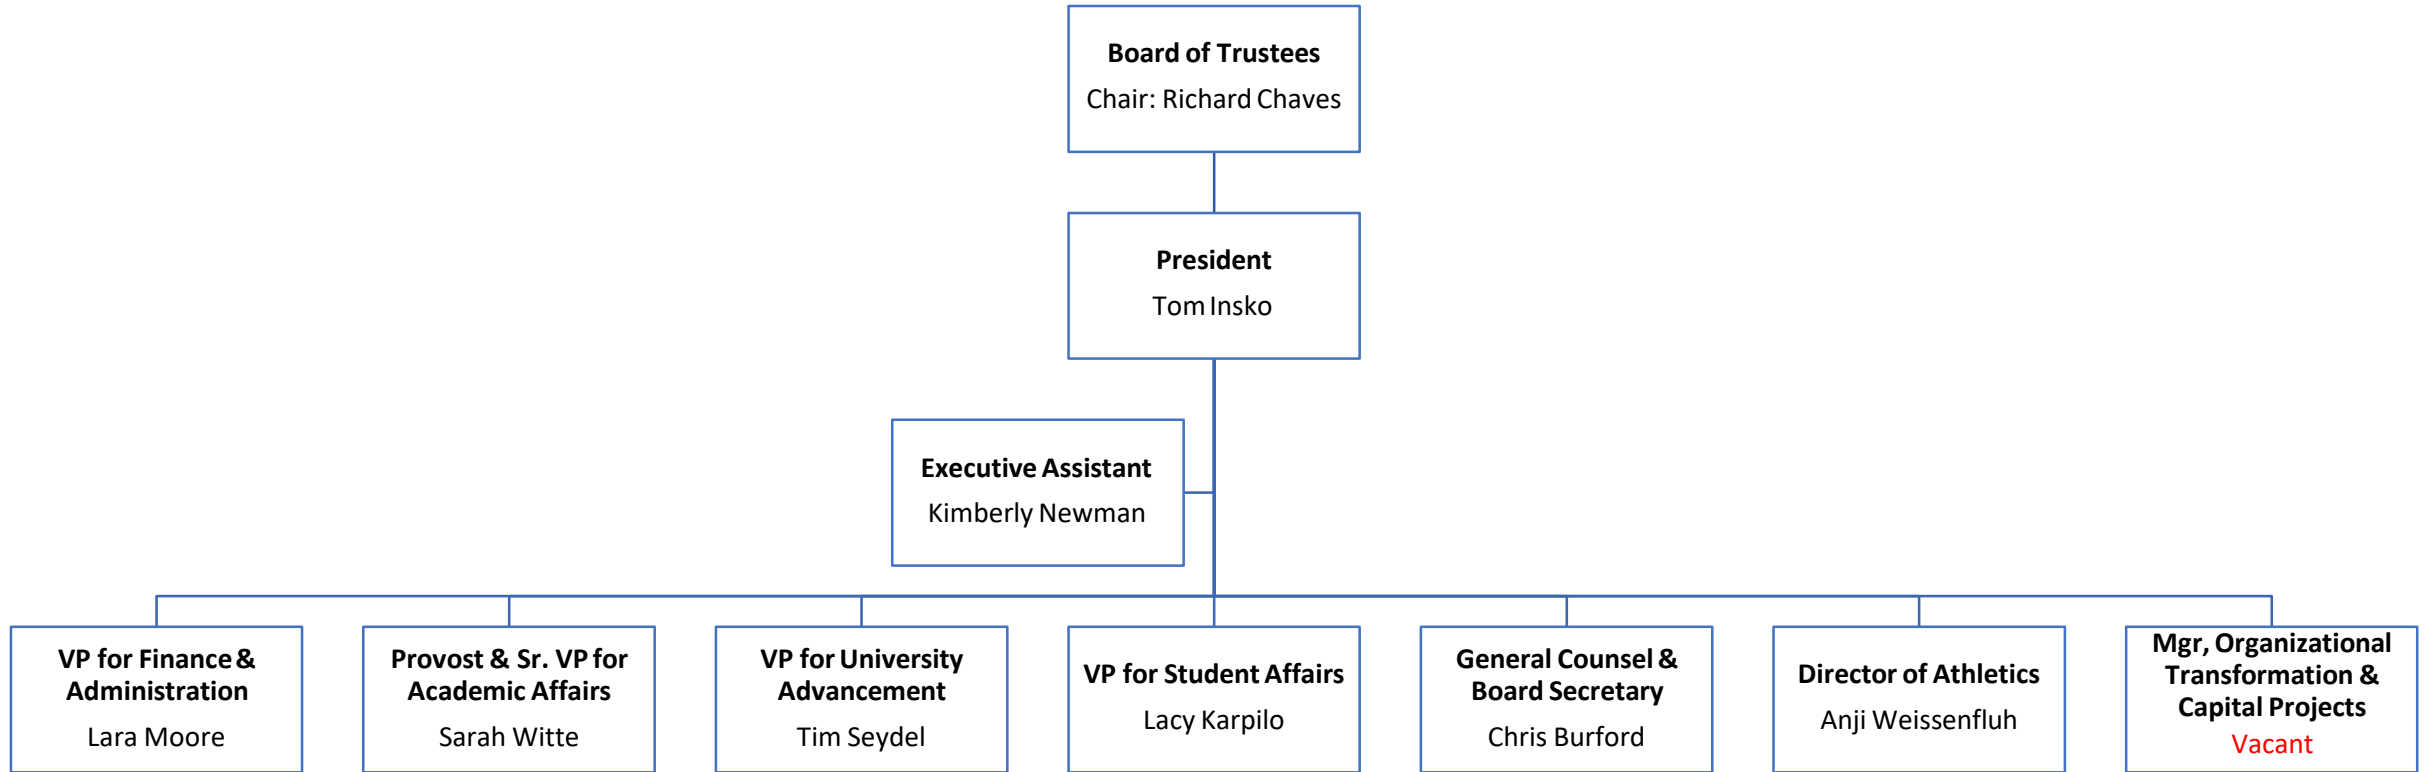 Board of Trustees
Chair: Richard Chaves
President
Tom Insko
Executive Assistant
Kimberly Newman
VP for Finance &
Administration
Lara Moore
Provost & Sr. VP for
Academic Affairs
Sarah Witte
VP for University
Advancement
Tim Seydel
VP for Student Affairs
Lacy Karpilo
General Counsel &
Board Secretary
Chris Burford
Director of Athletics
Anji Weissenfluh
Mgr, Organizational
Transformation &
Capital Projects
Vacant